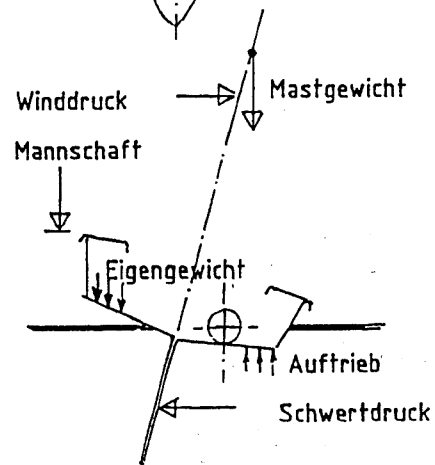 Mastgewicht
Winddruck
Mannschaft
Eigengewicht
Auftrieb
Schwertdruck